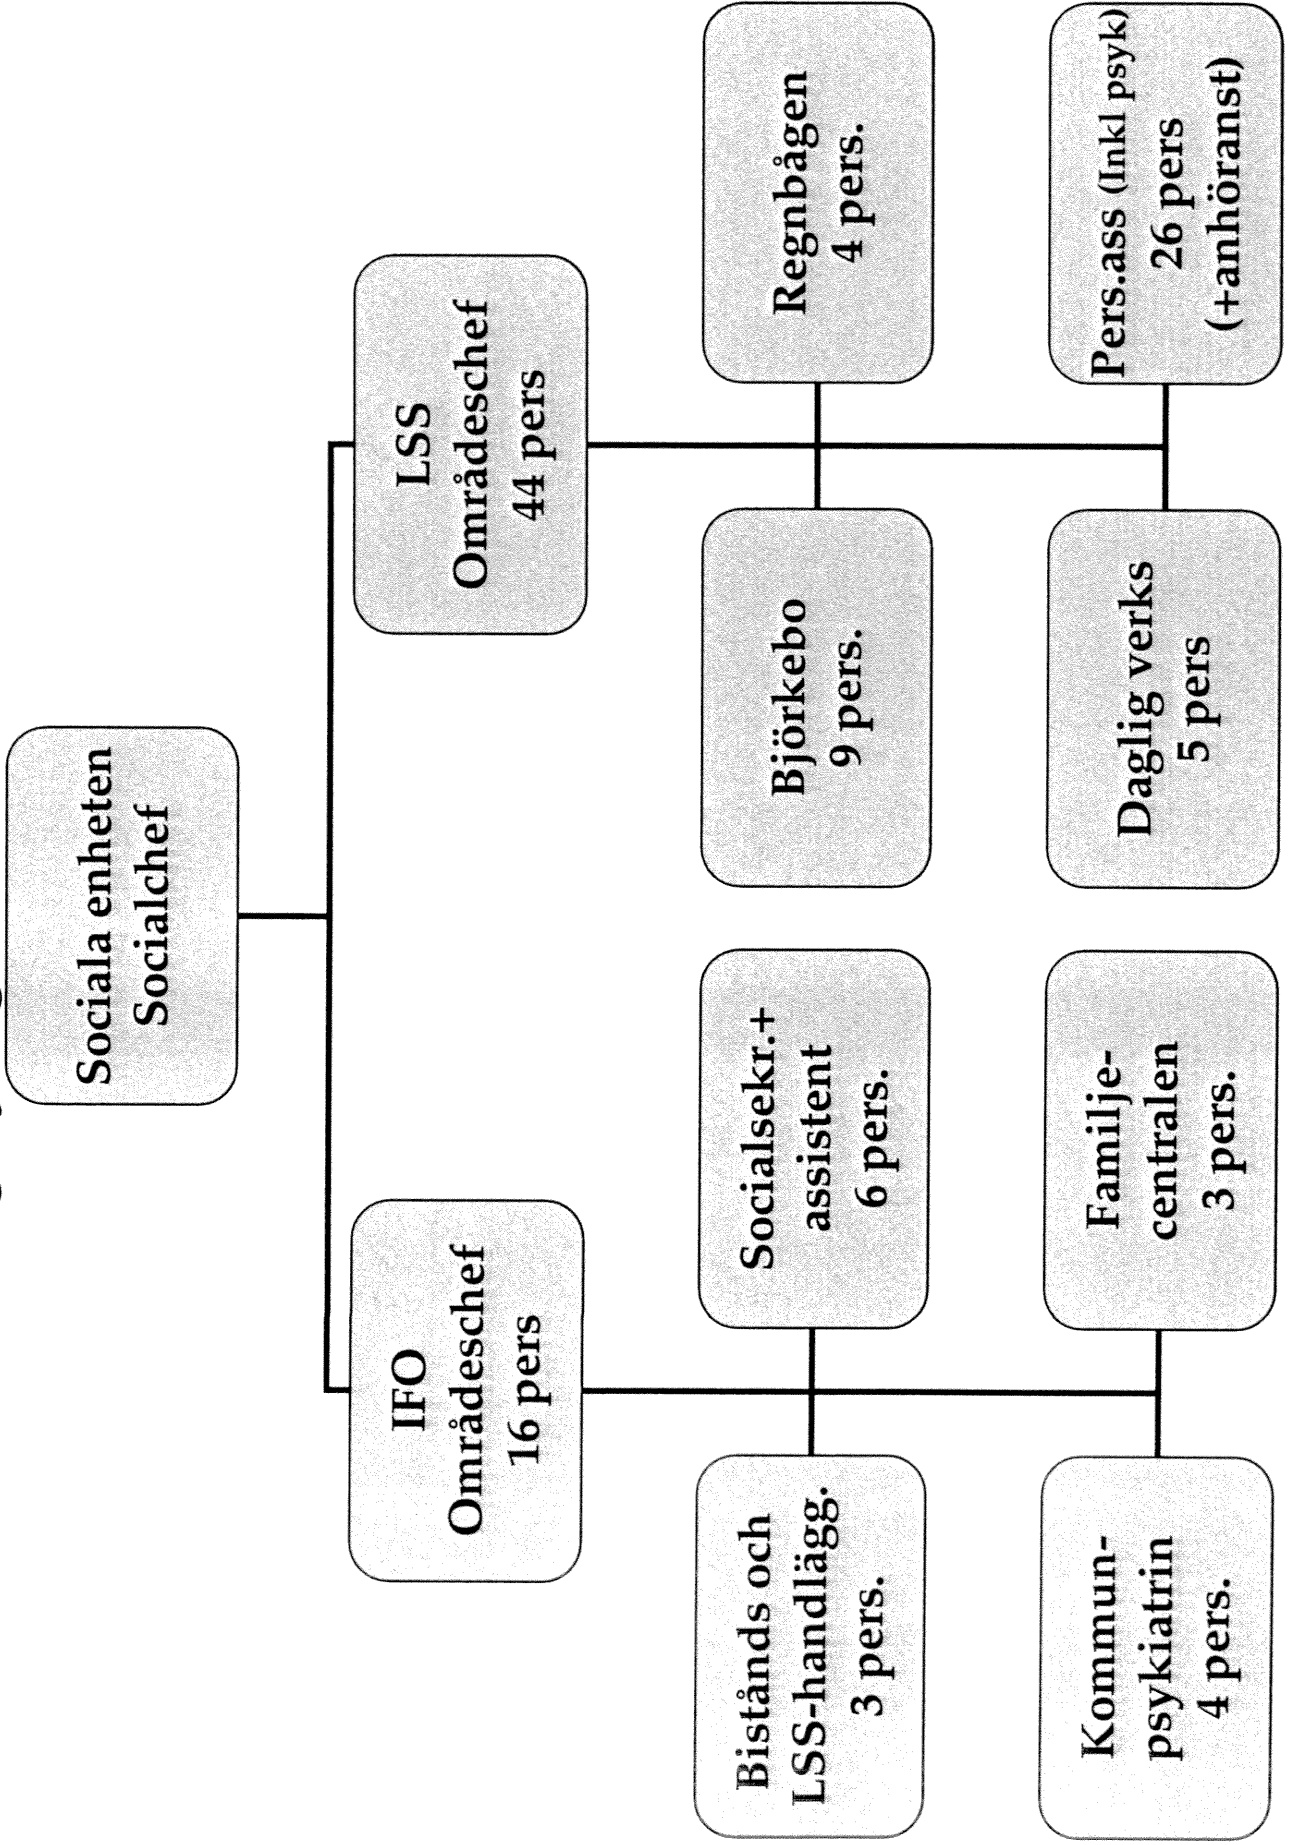 Sociala enheten
Socialchef
IFO
Områdeschef
16 pers
LSS
Områdeschef
44 pers
Bistånds och
LSS-handlägg.
3 pers.
Socialsekr.+
assistent
6 pers.
Björkebo
9 pers.
Regnbågen
4 pers.
Kommun-
psykiatrin
4 pers.
Familje-
centralen
3 pers.
Daglig verks
5 pers
Pers.ass (Inkl psyk)
26 pers
(+anhöranst)